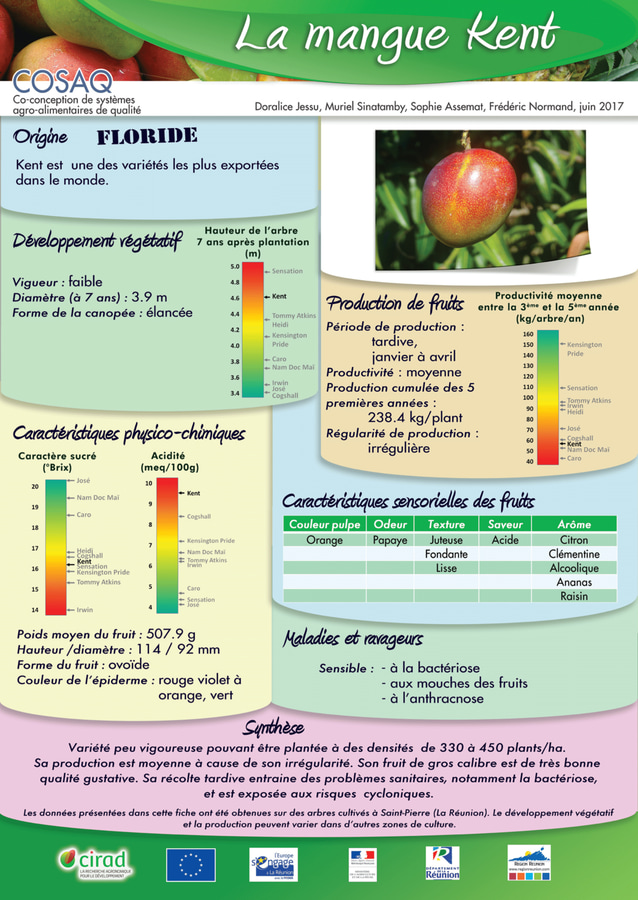 La mangue Kent
COSAQ
Co-conception de systèmes
agro-alimentaires de qualité
Doralice Jessu, Muriel Sinatamby, Sophie Assemat, Frédéric Normand, juin 2017
Origine FLORIDE
Kent est une des variétés les plus exportées
dans le monde.
Développement végétatif
Vigueur : faible
Diamètre (à 7 ans) : 3.9 m
Forme de la canopée : élancée
Hauteur de l'arbre
7 ans après plantation
(m)
5.0
Sensation
4.8
4.6
Kent
4.4
Tommy Atkins
4.2
Heidi
4.0
Kensington
Pride
3.8
Caro
Nam Doc Mai
3.6
Irwin
José
3.4
Cogshall
Production de fruits
Période de production :
tardive,
janvier à avril
Productivité : moyenne
Production cumulée des 5
premières années :
238.4 kg/plant
Régularité de production :
irrégulière
Productivité moyenne
entre la 3ème et la 5ème année
(kg/arbre/an)
160
150
Kensington
Pride
140
130
120
110
Injasson
100
Tommy Atkins
Irwin
90
Heidi
80
70
José
60
Cogshall
Kent
50
Nam Doc Mai
40
Caro
Caractéristiques physico-chimiques
Caractère sucré
(°Brix)
José
20
Nam Doc Mai
19
Caro
18
17
Heidi
Cogshall
Kent
16
Sensation
Kensington Pride
15
Tommy Atkins
14
Irwin
Acidité
(meq/100g)
10
Kent
9
Cogshall
8
Kensington Pride
7
Nam Doc Mai
Tommy Atkins
6
Irwin
5
Caro
Sensation
4
José
Poids moyen du fruit : 507.9 g
Hauteur /diamètre : 114 / 92 mm
Forme du fruit : ovoïde
Couleur de l'épiderme : rouge violet à
orange, vert
Caractéristiques sensorielles des fruits
Couleur pulpe Odeur Texture Saveur Arôme
Orange Papaye Juteuse Acide Citron
Fondante Clémentine
Lisse Alcoolique
Ananas
Raisin
Maladies et ravageurs
Sensible : - à la bactériose
- aux mouches des fruits
- à l'anthracnose
Synthèse
Variété peu vigoureuse pouvant être plantée à des densités de 330 à 450 plants/ha.
Sa production est moyenne à cause de son irrégularité. Son fruit de gros calibre est de très bonne
qualité gustative. Sa récolte tardive entraine des problèmes sanitaires, notamment la bactériose,
et est exposée aux risques cycloniques.
Les données présentées dans cette fiche ont été obtenues sur des arbres cultivés à Saint-Pierre (La Réunion). Le développement végétatif
et la production peuvent varier dans d'autres zones de culture.
cirad
LA RECHERCHE AGRONOMIQUE
POUR LE DÉVELOPPEMENT
L'Europe
s'engage
à La Réunion
DÉPARTEMENT
Réunion
REGION REUNION
www.regionreunion.com